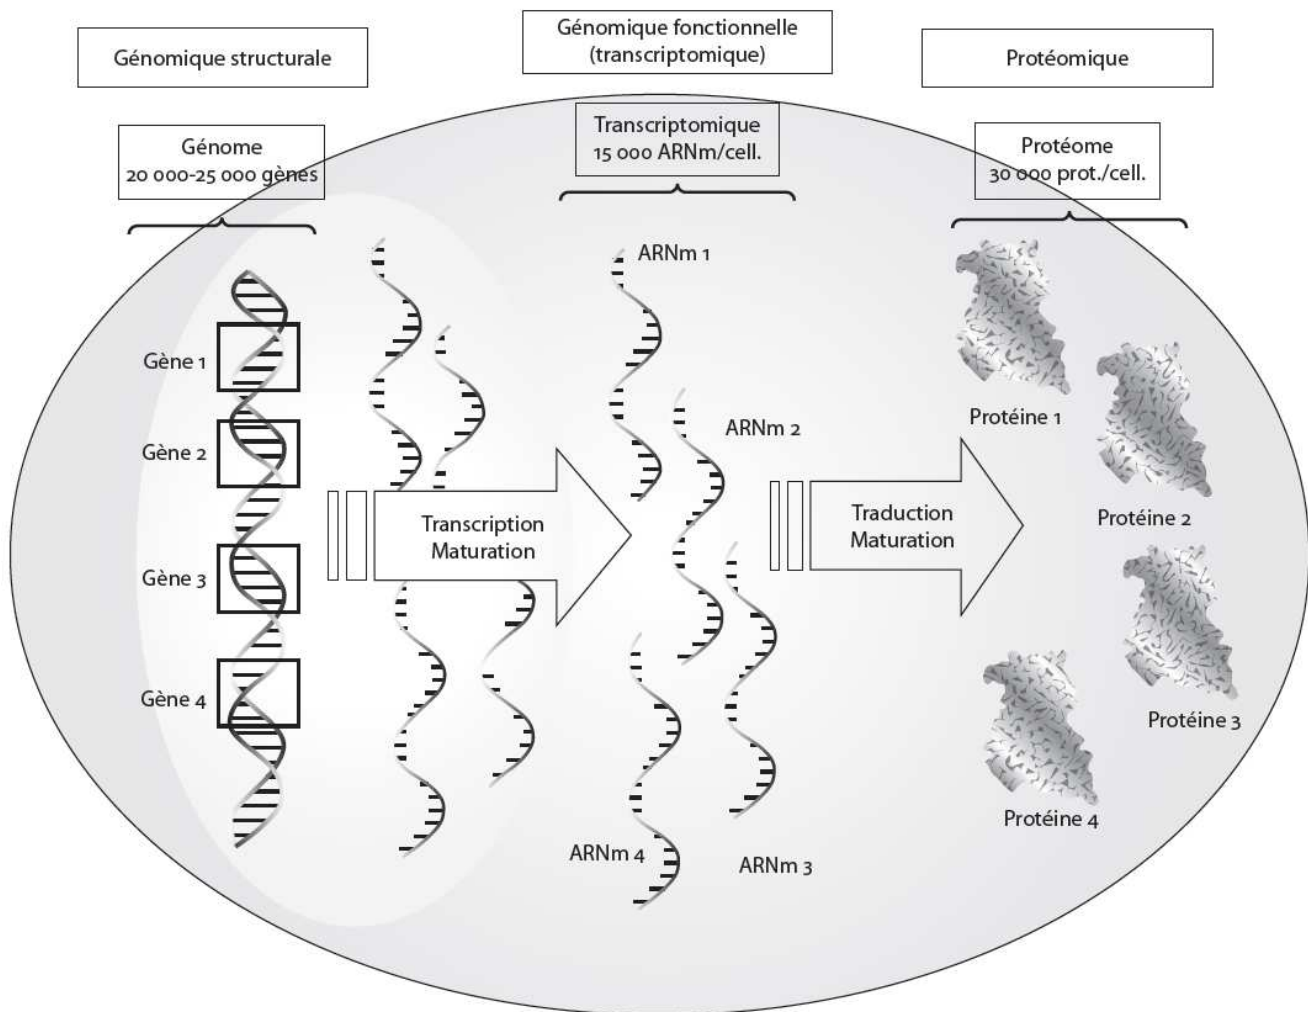 Génomique structurale
Génomique fonctionnelle
(transcriptomique)
Protéomique
Génome
20 000-25 000 gènes
Transcriptomique
15 000 ARNm/cell.
Protéome
30 000 prot./cell.
ARNm 1
Gène 1
Protéine 1
ARNm 2
Gène 2
Transcription
Maturation
Traduction
Maturation
Protéine 2
Gène 3
Gène 4
Protéine 3
Protéine 4
ARNm 4
ARNm 3